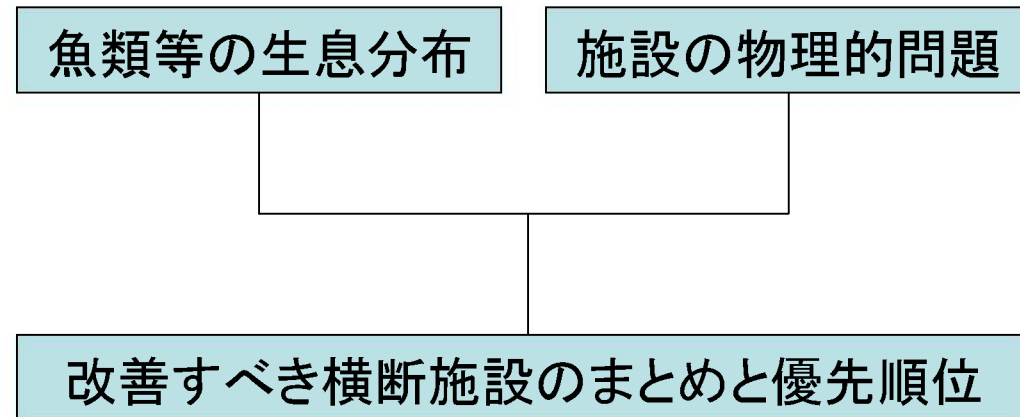 魚類等の生息分布
施設の物理的問題
改善すべき横断施設のまとめと優先順位